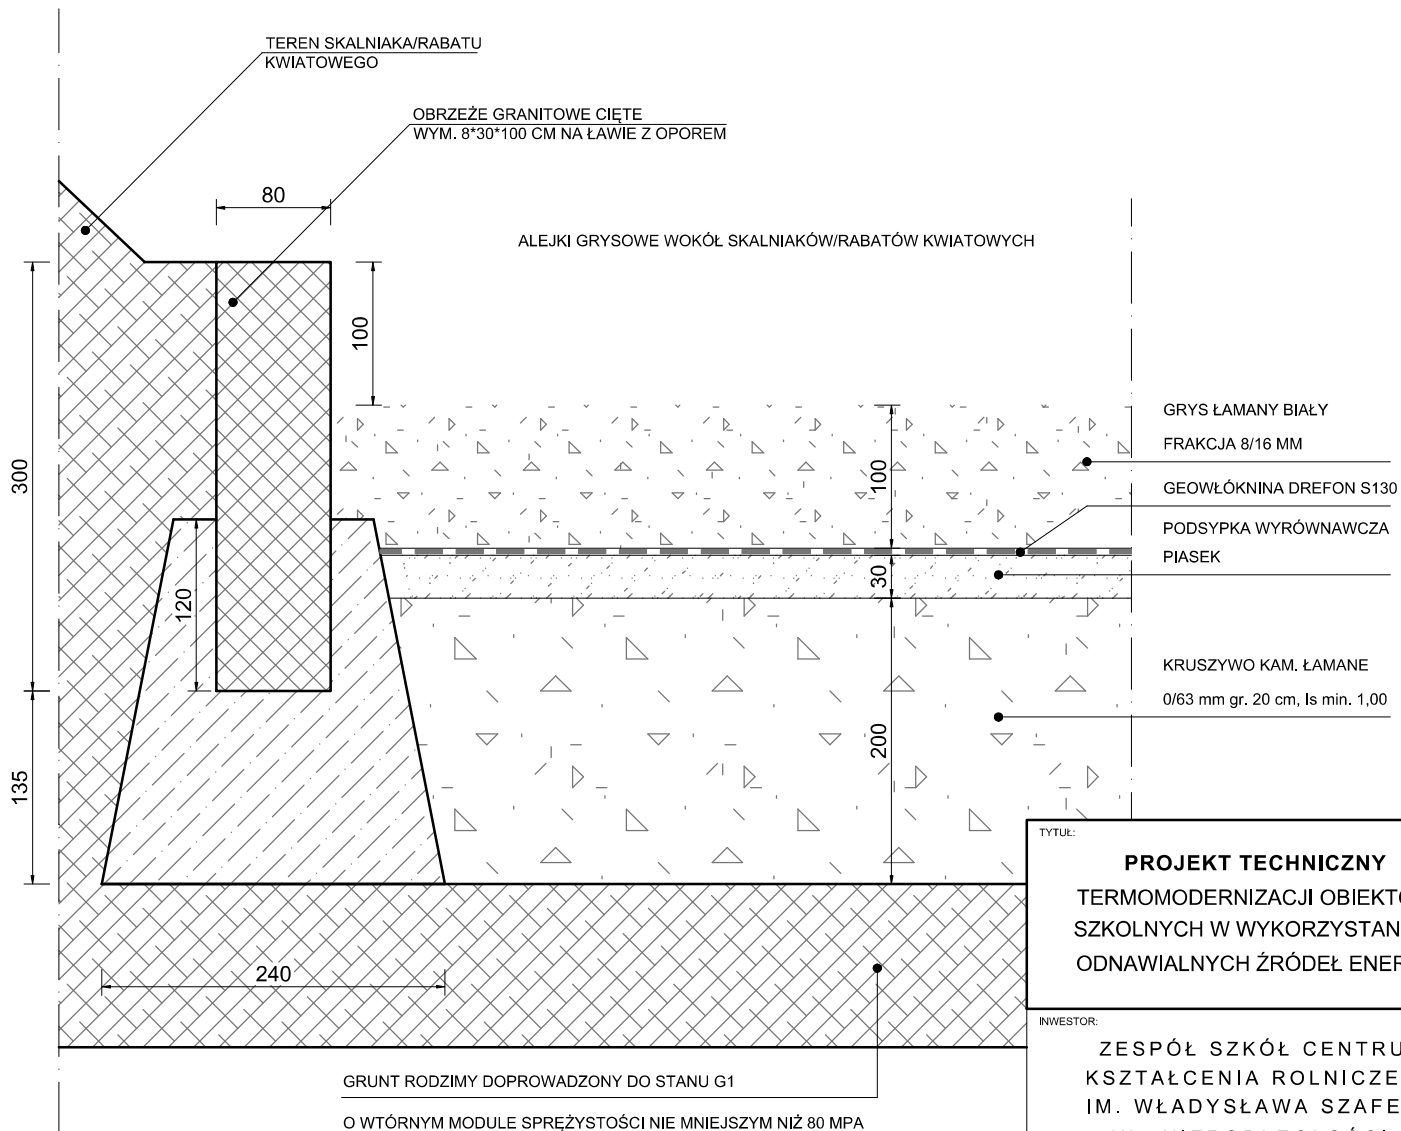 TEREN SKALNIAKA/RABATU
KWIATOWEGO
OBRZEŻE GRANITOWE CIĘTE
WYM. 8*30*100 CM NA ŁAWIE Z OPOREM
80
ALEJKI GRYSOWE WOKÓŁ SKALNIAKÓW/RABATÓW KWIATOWYCH
100
300
120
135
240
100
30
200
GRYS ŁAMANY BIAŁY
FRAKCJA 8/16 MM
GEOWŁÓKNINA DREFON S130
PODSYPKA WYRÓWNAWCZA
PIASEK
KRUSZYWO KAM. ŁAMANE
0/63 mm gr. 20 cm, Is min. 1,00
GRUNT RODZIMY DOPROWADZONY DO STANU G1
O WTÓRNYM MODULE SPRĘŻYSTOŚCI NIE MNIEJSZYM NIŻ 80 MPA
TYTUŁ:
PROJEKT TECHNICZNY
TERMOMODERNIZACJI OBIEKTÓ
SZKOLNYCH W WYKORZYSTAN
ODNAWIALNYCH ŹRÓDEŁ ENER
INWESTOR:
ZESPÓŁ SZKÓŁ CENTRU
KSZTAŁCENIA ROLNICZE
IM. WŁADYSŁAWA SZAFE